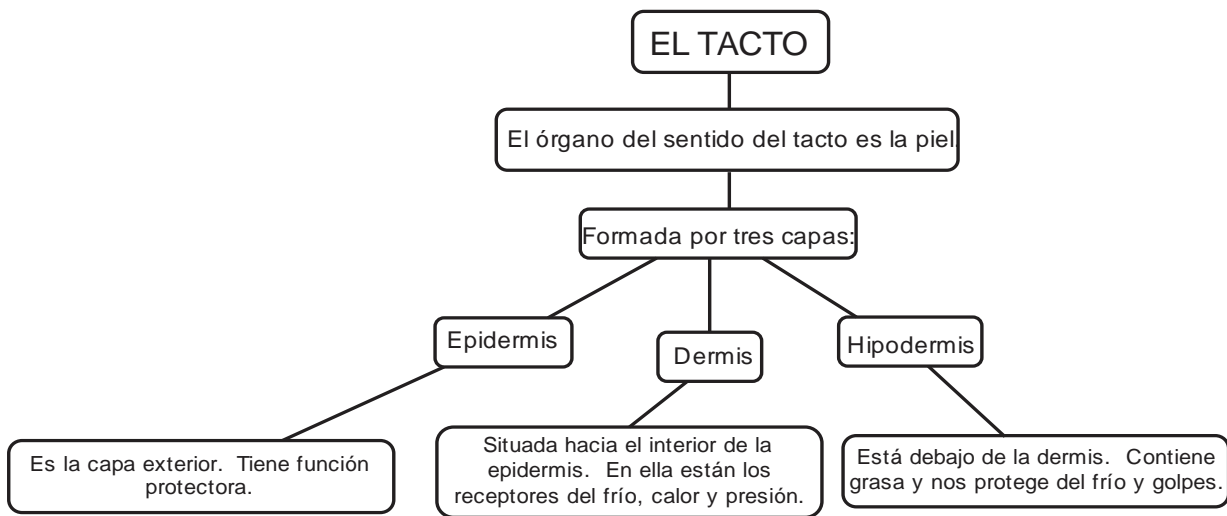 EL TACTO
El órgano del sentido del tacto es la piel.
Formada por tres capas:
Epidermis
Dermis
Hipodermis
Es la capa exterior. Tiene función
protectora.
Situada hacia el interior de la
epidermis. En ella están los
receptores del frío, calor y presión.
Está debajo de la dermis. Contiene
grasa y nos protege del frío y golpes.